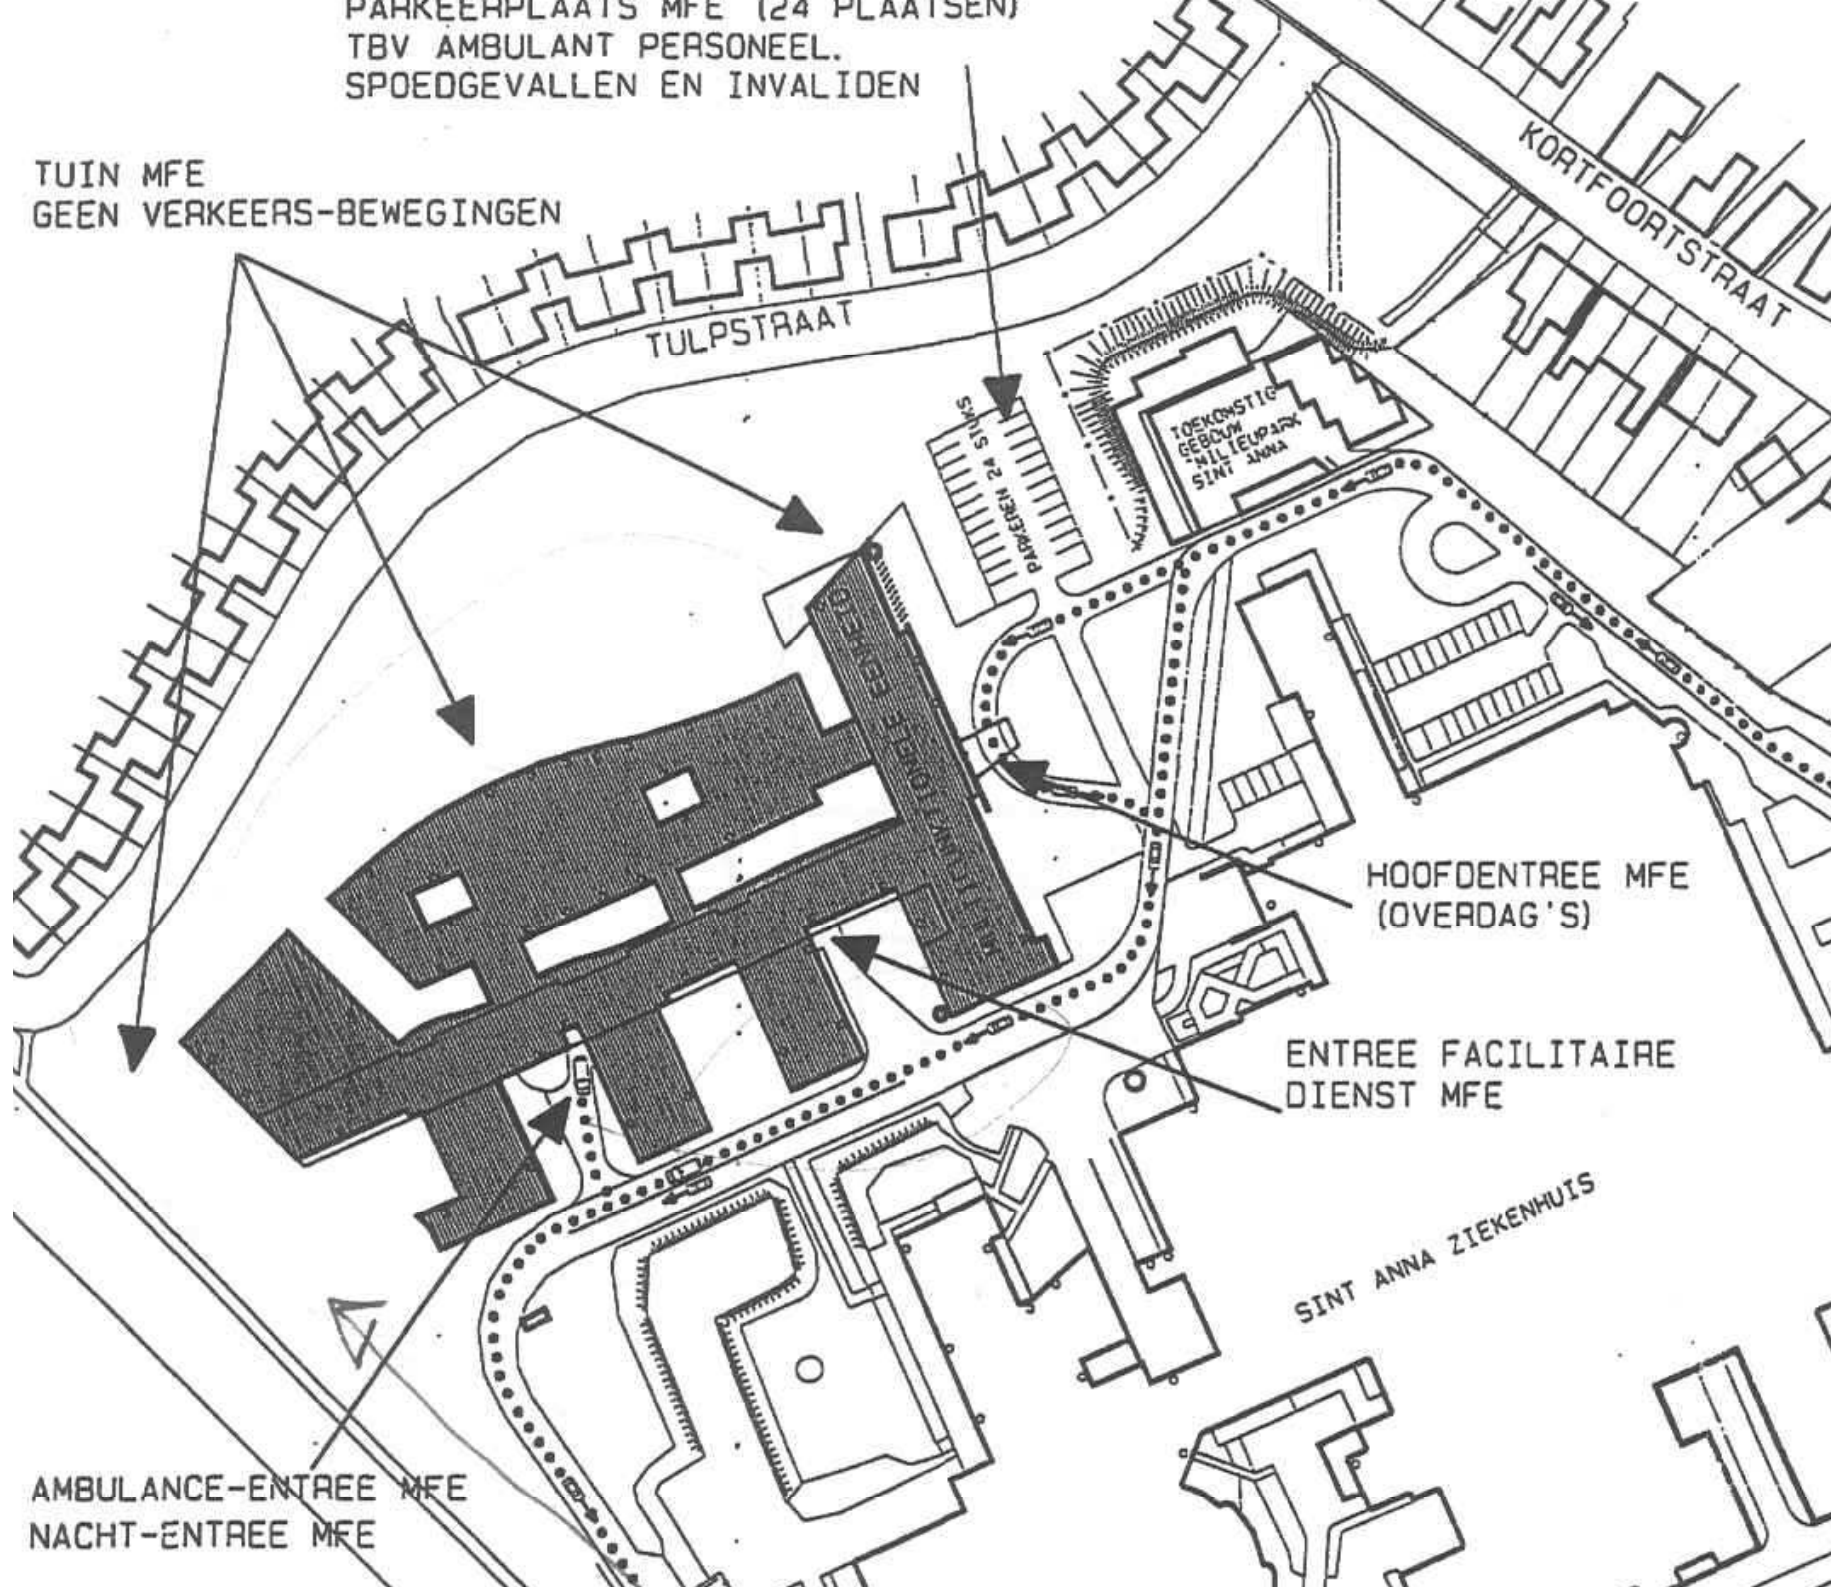 PARKEERPLAATS MFE (24 PLAATSEN)
TBV AMBULANT PERSONEEL.
SPOEDGEVALLEN EN INVALIDEN
TUIN MFE
GEEN VERKEERS-BEWEGINGEN
KORTFOORTSTRAAT
TULPSTRAAT
PARKEREN 24 STUKS
TOEKOMSTIG
GEBOUW
"MILIEUPARK
SINT ANNA
MULTIFUNKTIONELE EENHEID
HOOFDENTREE MFE
(OVERDAG'S)
ENTREE FACILITAIRE
DIENST MFE
SINT ANNA ZIEKENHUIS
AMBULANCE-ENTREE MFE
NACHT-ENTREE MFE